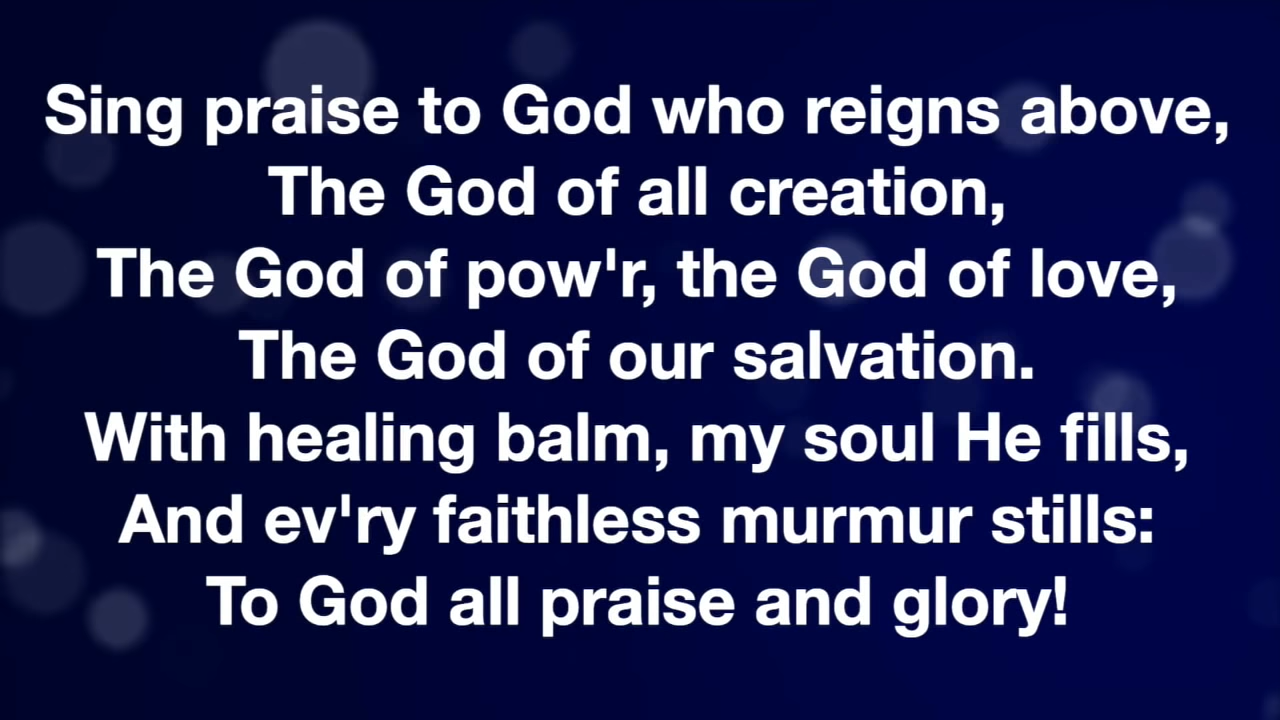 Sing praise to God who reigns above,
The God of all creation,
The God of pow'r, the God of love,
The God of our salvation.
With healing balm, my soul He fills,
And ev'ry faithless murmur stills:
To God all praise and glory!